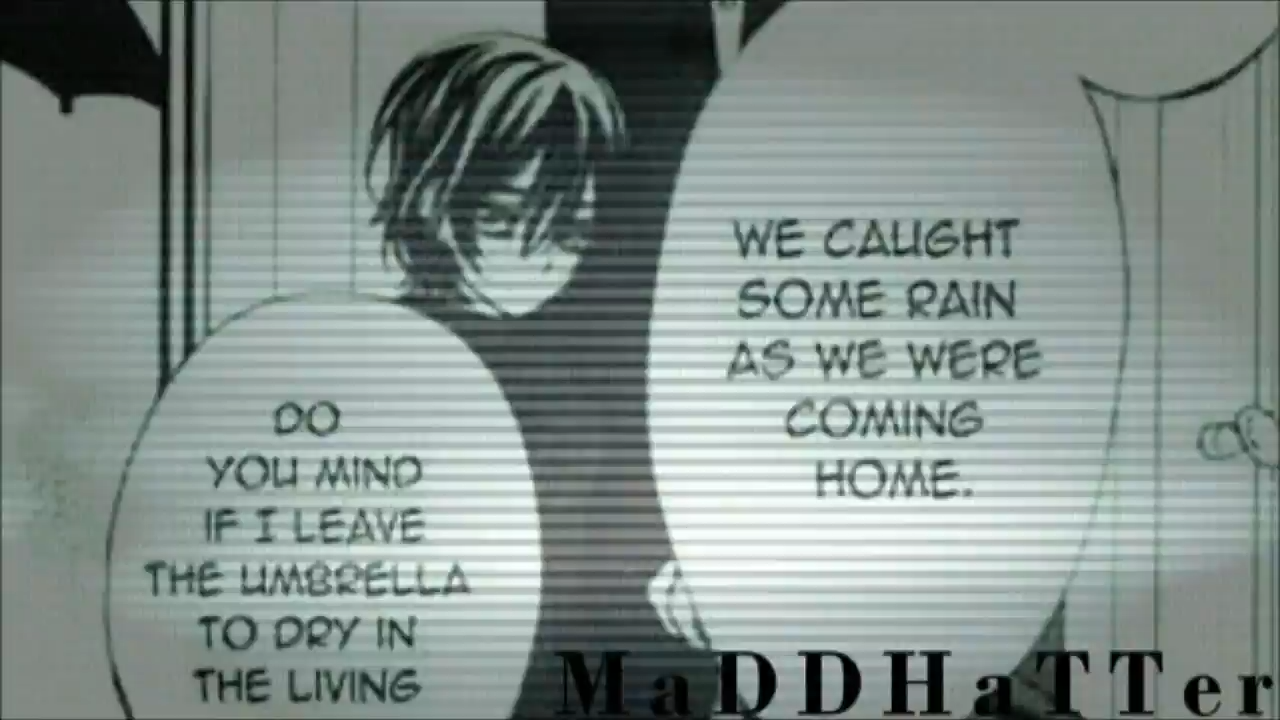 WE CAUGHT
SOME RAIN
AS WE WERE
COMING
HOME.
DO
YOU MIND
IF I LEAVE
THE UMBRELLA
TO DRY IN
THE LIVING
MaDDHaTTer